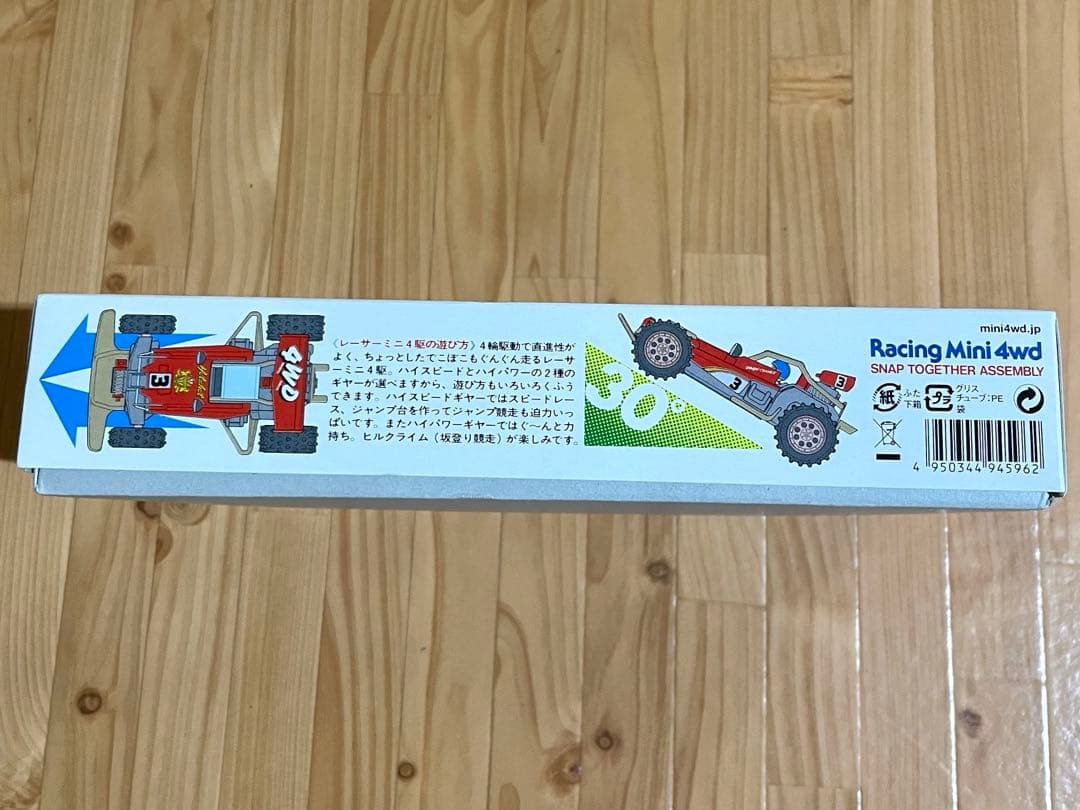 3
4WD
《レーサーミニ4駆の遊び方》4輪駆動で直進性が
よく、ちょっとしたでこぼこもぐんぐん走るレーサ
ーミニ4駆。ハイスピードとハイパワーの2種の
ギヤーが選べますから、遊び方もいろいろくふう
できます。ハイスピードギヤーではスピードレー
ス、ジャンプ台を作ってジャンプ競走も迫力いっ
ぱいです。またハイパワーギヤーではぐ〜んと力
持ち。ヒルクライム（坂登り競走）が楽しみです。
30°
3
3
mini4wd.jp
Racing Mini 4wd
SNAP TOGETHER ASSEMBLY
紙 ふた
下箱
プラ グリス
チューブ:PE
袋
4 950344 945962